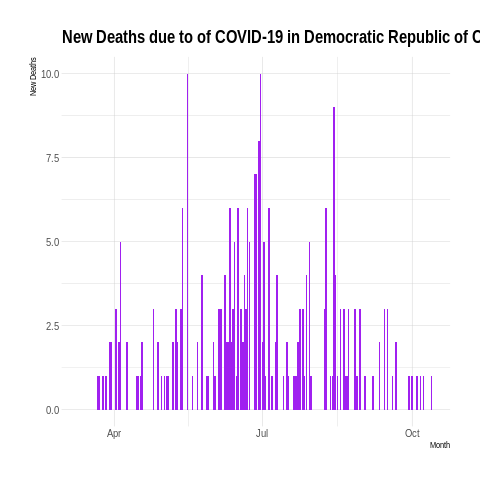 New Deaths due to of COVID-19 in Democratic Republic of C
New Deaths
10.0
7.5
5.0
2.5
0.0
Apr
Jul
Oct
Month